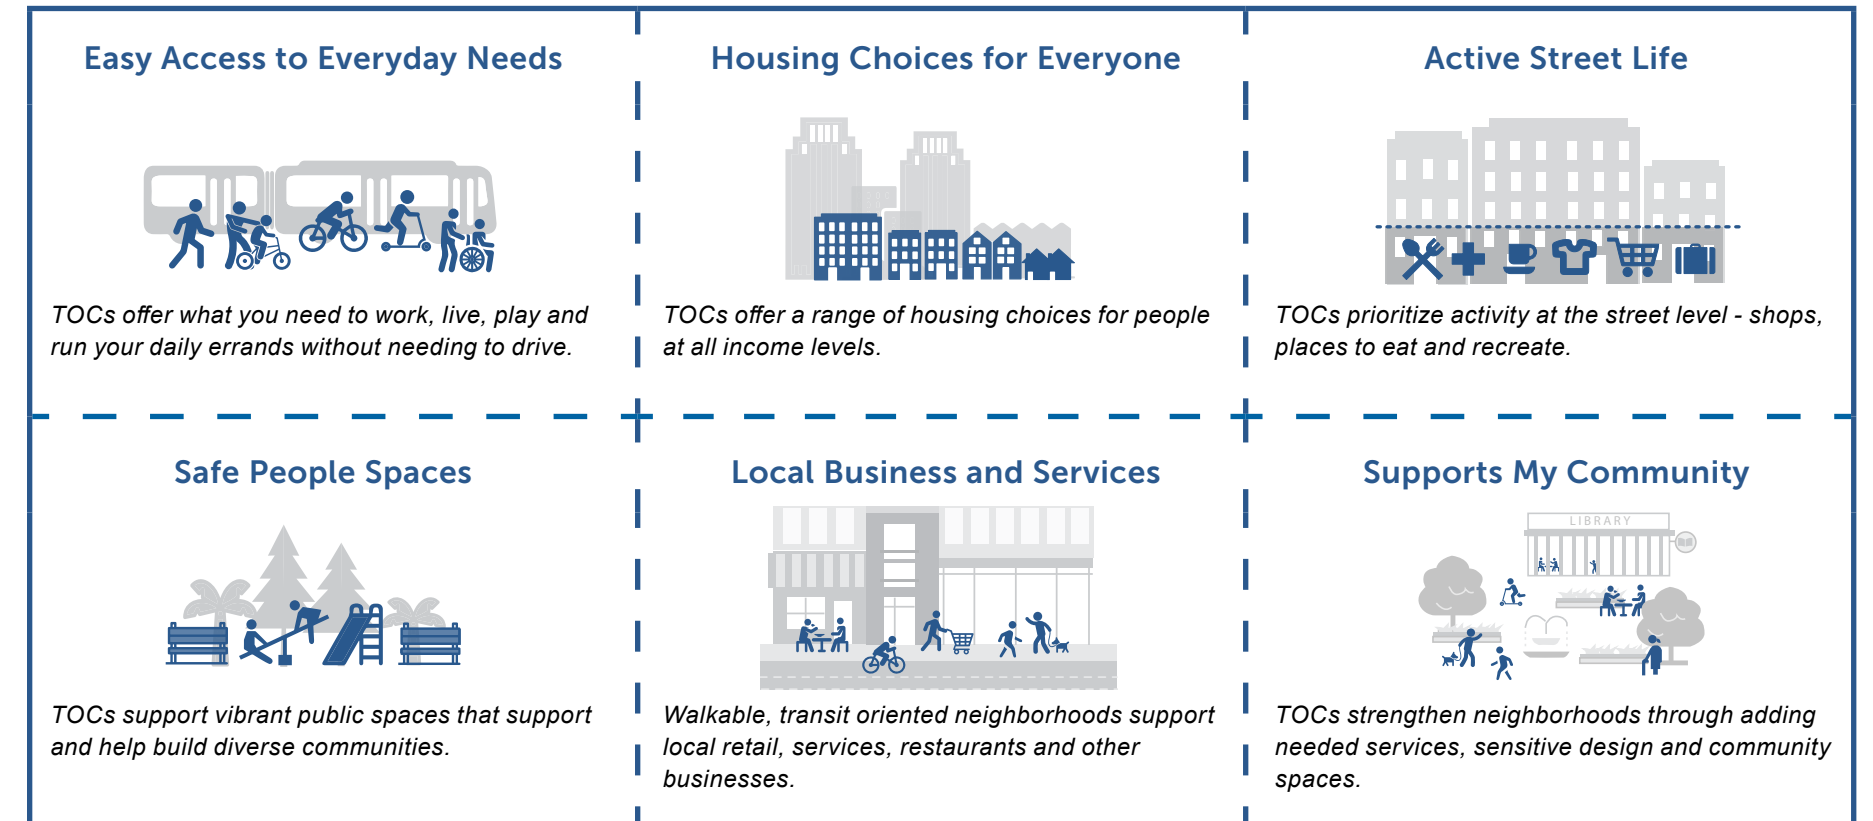 Easy Access to Everyday Needs
TOCs offer what you need to work, live, play and
run your daily errands without needing to drive.
Housing Choices for Everyone
TOCs offer a range of housing choices for people
at all income levels.
Active Street Life
TOCs prioritize activity at the street level - shops,
places to eat and recreate.
Safe People Spaces
TOCs support vibrant public spaces that support
and help build diverse communities.
Local Business and Services
Walkable, transit oriented neighborhoods support
local retail, services, restaurants and other
businesses.
Supports My Community
LIBRARY
TOCs strengthen neighborhoods through adding
needed services, sensitive design and community
spaces.